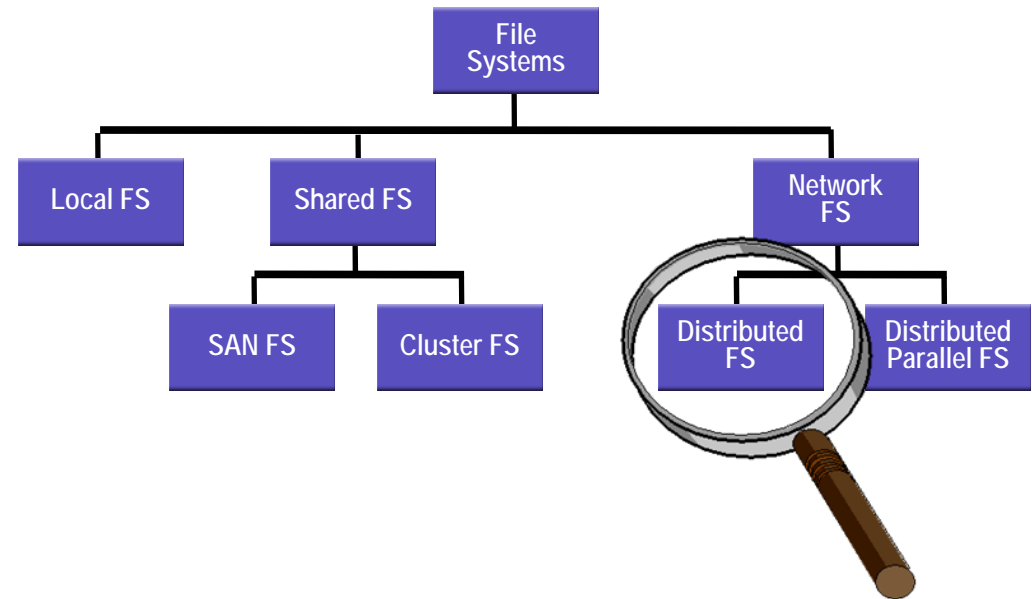 File
Systems
Local FS
Shared FS
Network
FS
SAN FS
Cluster FS
Distributed
FS
Distributed
Parallel FS